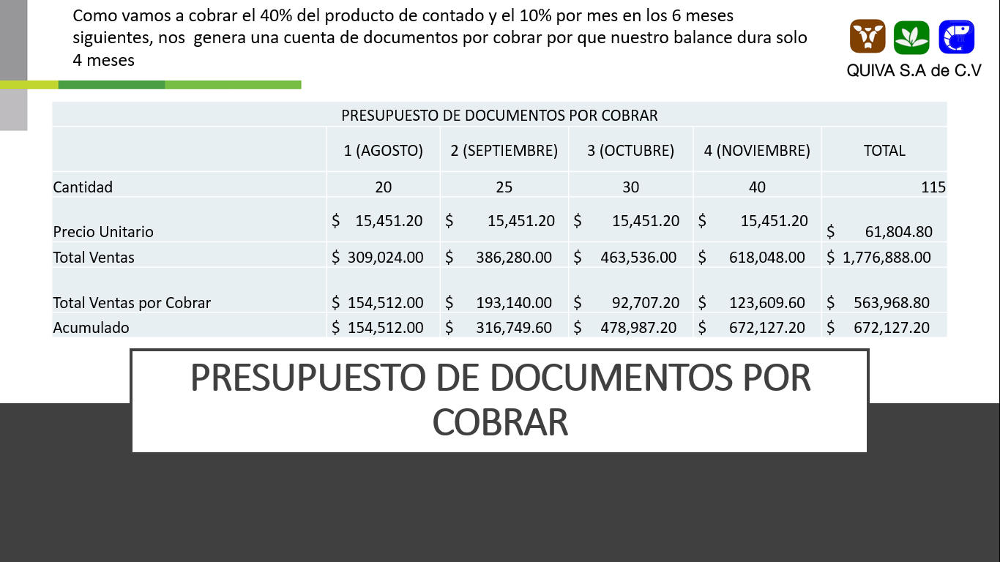 Como vamos a cobrar el 40% del producto de contado y el 10% por mes en los 6 meses
siguientes, nos genera una cuenta de documentos por cobrar por que nuestro balance dura solo
4 meses
QUIVA S.A de C.V
PRESUPUESTO DE DOCUMENTOS POR COBRAR
1 (AGOSTO) 2 (SEPTIEMBRE) 3 (OCTUBRE) 4 (NOVIEMBRE) TOTAL
Cantidad 20 25 30 40 115
Precio Unitario $ 15,451.20 $ 15,451.20 $ 15,451.20 $ 15,451.20 $ 61,804.80
Total Ventas $ 309,024.00 $ 386,280.00 $ 463,536.00 $ 618,048.00 $ 1,776,888.00
Total Ventas por Cobrar $ 154,512.00 $ 193,140.00 $ 92,707.20 $ 123,609.60 $ 563,968.80
Acumulado $ 154,512.00 $ 316,749.60 $ 478,987.20 $ 672,127.20 $ 672,127.20
PRESUPUESTO DE DOCUMENTOS POR
COBRAR